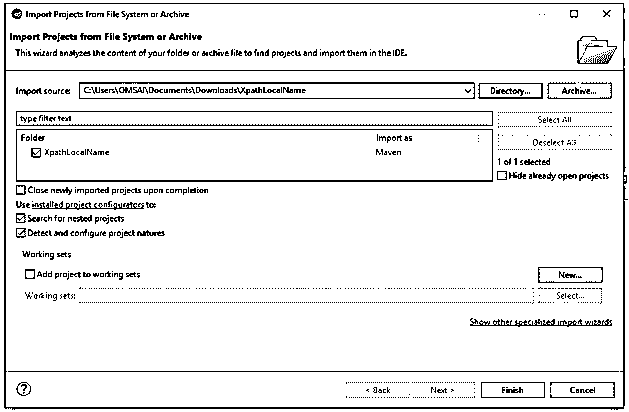 Import Projects from File System or Archive
Import Projects from File System or Archive
This wizard analyzes the content of your folder or archive file to find projects and import them in the IDE.
Import source: C:\Users\OMSAI\Documents\Downloads\XpathLocalName Directory... Archive...
type filter text Select All
Folder Import as Deselect All
XpathLocalName Maven
1 of 1 selected
Hide already open projects
Close newly imported projects upon completion
Use installed project configurators to:
Search for nested projects
Detect and configure project natures
Working sets
Add project to working sets New...
Working sets: Select...
Show other specialized import wizards
? < Back Next > Finish Cancel